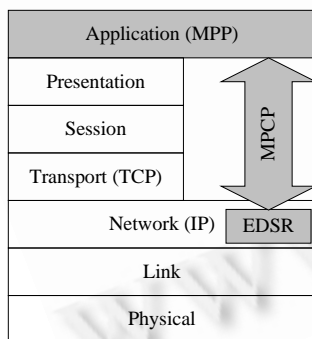 Application (MPP)
Presentation
Session
Transport (TCP)
MPCP
Network (IP)
EDSR
Link
Physical